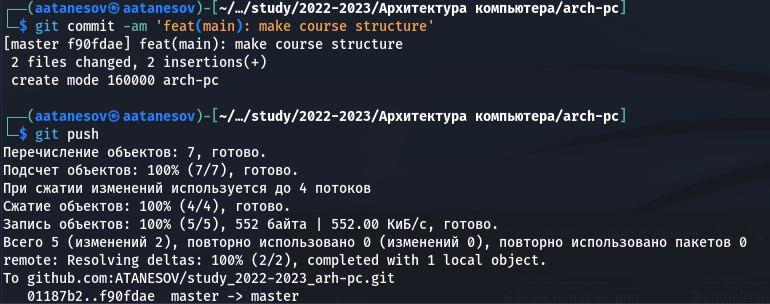 ┌──(aatanesov㉿aatanesov)-[~/…/study/2022-2023/Архитектура компьютера/arch-pc]
└─$ git commit -am 'feat(main): make course structure'
[master f90fdae] feat(main): make course structure
 2 files changed, 2 insertions(+)
 create mode 160000 arch-pc
┌──(aatanesov㉿aatanesov)-[~/…/study/2022-2023/Архитектура компьютера/arch-pc]
└─$ git push
Перечисление объектов: 7, готово.
Подсчет объектов: 100% (7/7), готово.
При сжатии изменений используется до 4 потоков
Сжатие объектов: 100% (4/4), готово.
Запись объектов: 100% (5/5), 552 байта | 552.00 КиБ/с, готово.
Всего 5 (изменений 2), повторно использовано 0 (изменений 0), повторно использовано пакетов 0
remote: Resolving deltas: 100% (2/2), completed with 1 local object.
To github.com:ATANESOV/study_2022-2023_arh-pc.git
   01187b2..f90fdae  master -> master